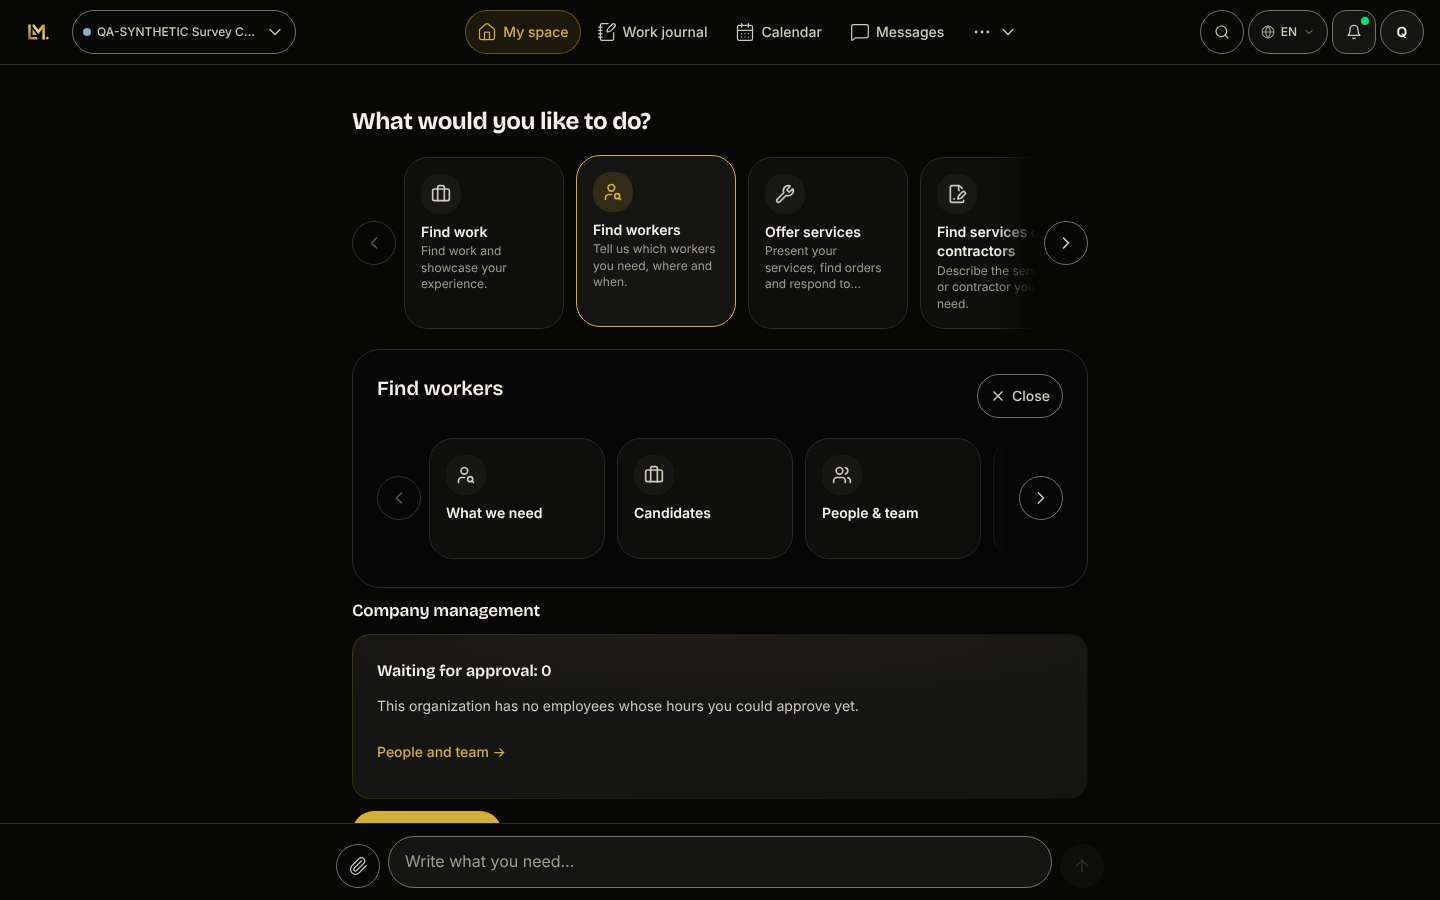 LM.
QA-SYNTHETIC Survey C...
My space
Work journal
Calendar
Messages
EN
Q
What would you like to do?
Find work
Find work and
showcase your
experience.
Find workers
Tell us which workers
you need, where and
when.
Offer services
Present your
services, find orders
and respond to...
Find services
contractors
Describe the
or contractor
need.
Find workers
Close
What we need
Candidates
People & team
Company management
Waiting for approval: 0
This organization has no employees whose hours you could approve yet.
People and team →
Write what you need...